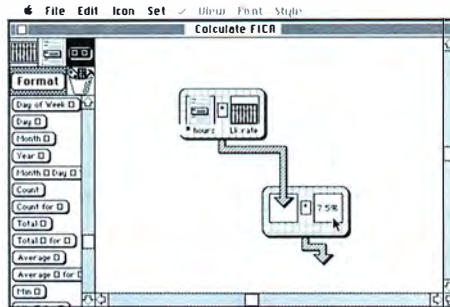 File Edit Icon Set ✓ View Font Style
Calculate FICA
Format
Day of Week
Day
Month
Year
Month Day
Count
Count for
Total
Total for
Average
Average for
Min
* hours * Lk rate
* 7.5%